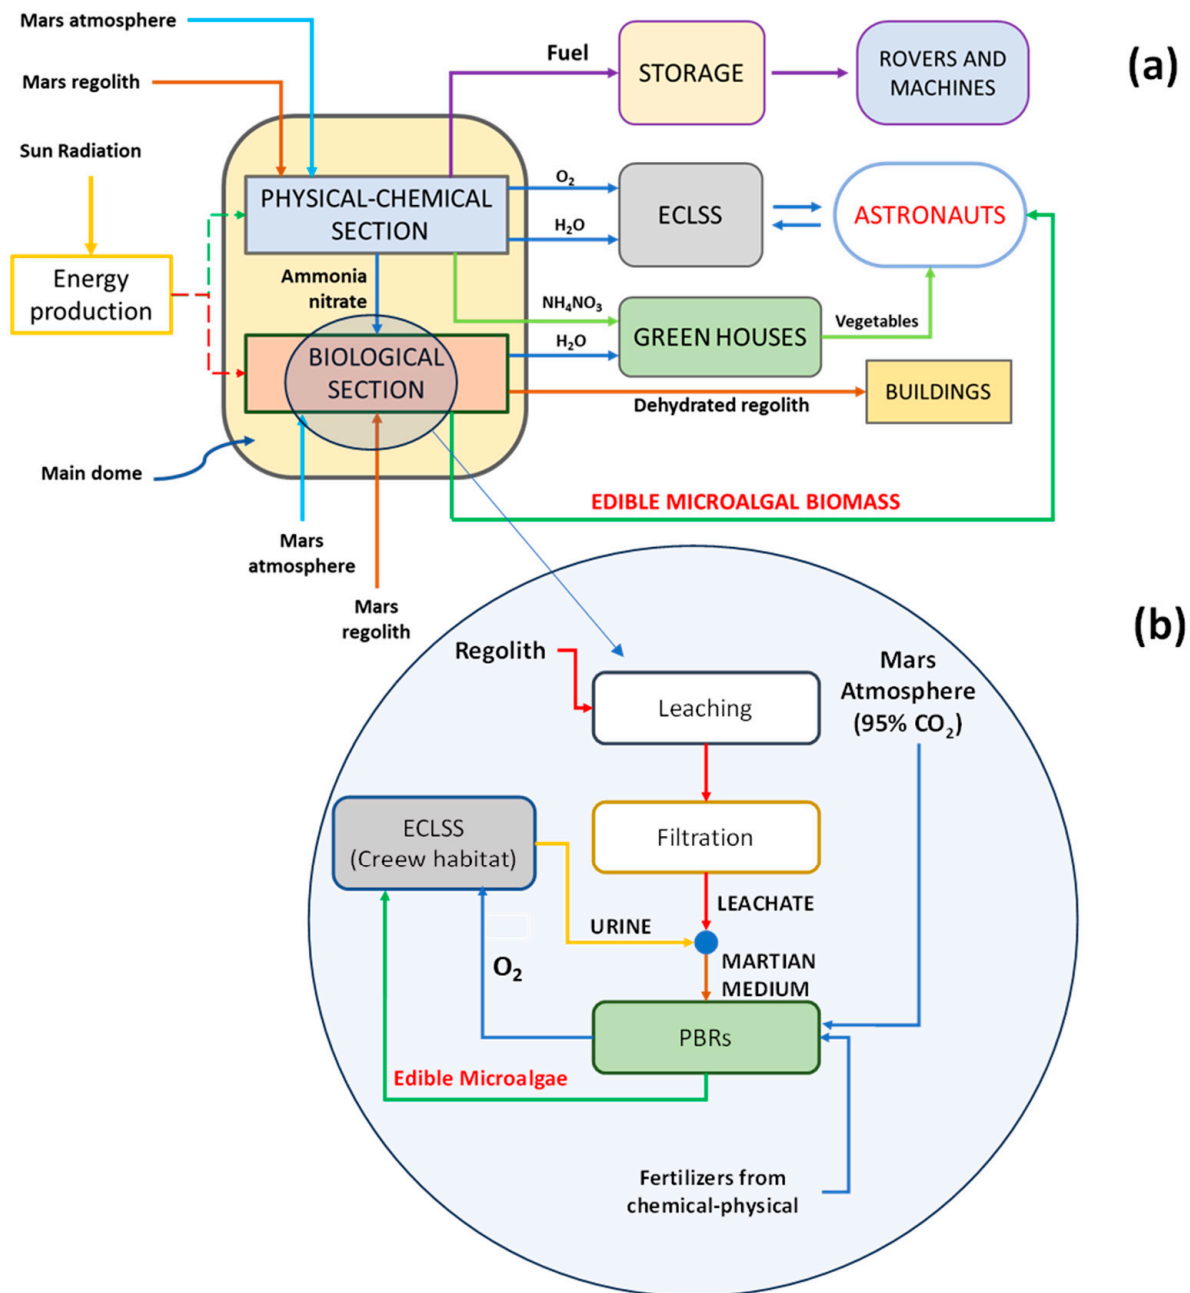 Mars atmosphere
Mars regolith
Sun Radiation
Energy
production
Fuel
STORAGE
ROVERS AND
MACHINES
(a)
PHYSICAL-CHEMICAL
SECTION
O₂
H₂O
ECLSS
ASTRONAUTS
Ammonia
nitrate
NH₄NO₃
H₂O
GREEN HOUSES
Vegetables
BIOLOGICAL
SECTION
Dehydrated regolith
BUILDINGS
Main dome
EDIBLE MICROALGAL BIOMASS
Mars
atmosphere
Mars
regolith
(b)
Regolith
Leaching
Mars
Atmosphere
(95% CO₂)
Filtration
ECLSS
(Creew habitat)
LEACHATE
URINE
MARTIAN
MEDIUM
O₂
PBRs
Edible Microalgae
Fertilizers from
chemical-physical